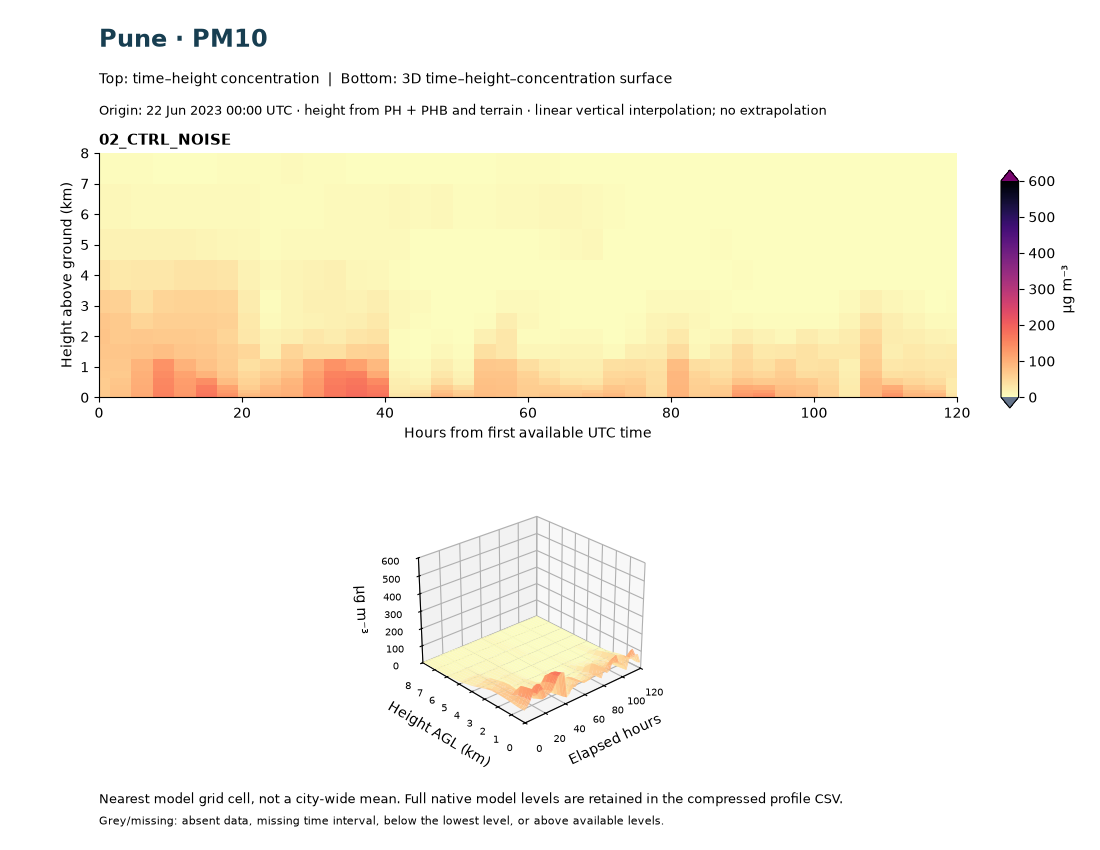 Pune · PM10
Top: time–height concentration | Bottom: 3D time–height–concentration surface
Origin: 22 Jun 2023 00:00 UTC · height from PH + PHB and terrain · linear vertical interpolation; no extrapolation
02_CTRL_NOISE
8
7
6
5
4
3
2
1
0
Height above ground (km)
0 20 40 60 80 100 120
Hours from first available UTC time
600
500
400
300
200
100
0
µg m⁻³
600
500
400
300
200
100
0
µg m⁻³
8 7 6 5 4 3 2 1 0
Height AGL (km)
0 20 40 60 80 100 120
Elapsed hours
Nearest model grid cell, not a city-wide mean. Full native model levels are retained in the compressed profile CSV.
Grey/missing: absent data, missing time interval, below the lowest level, or above available levels.